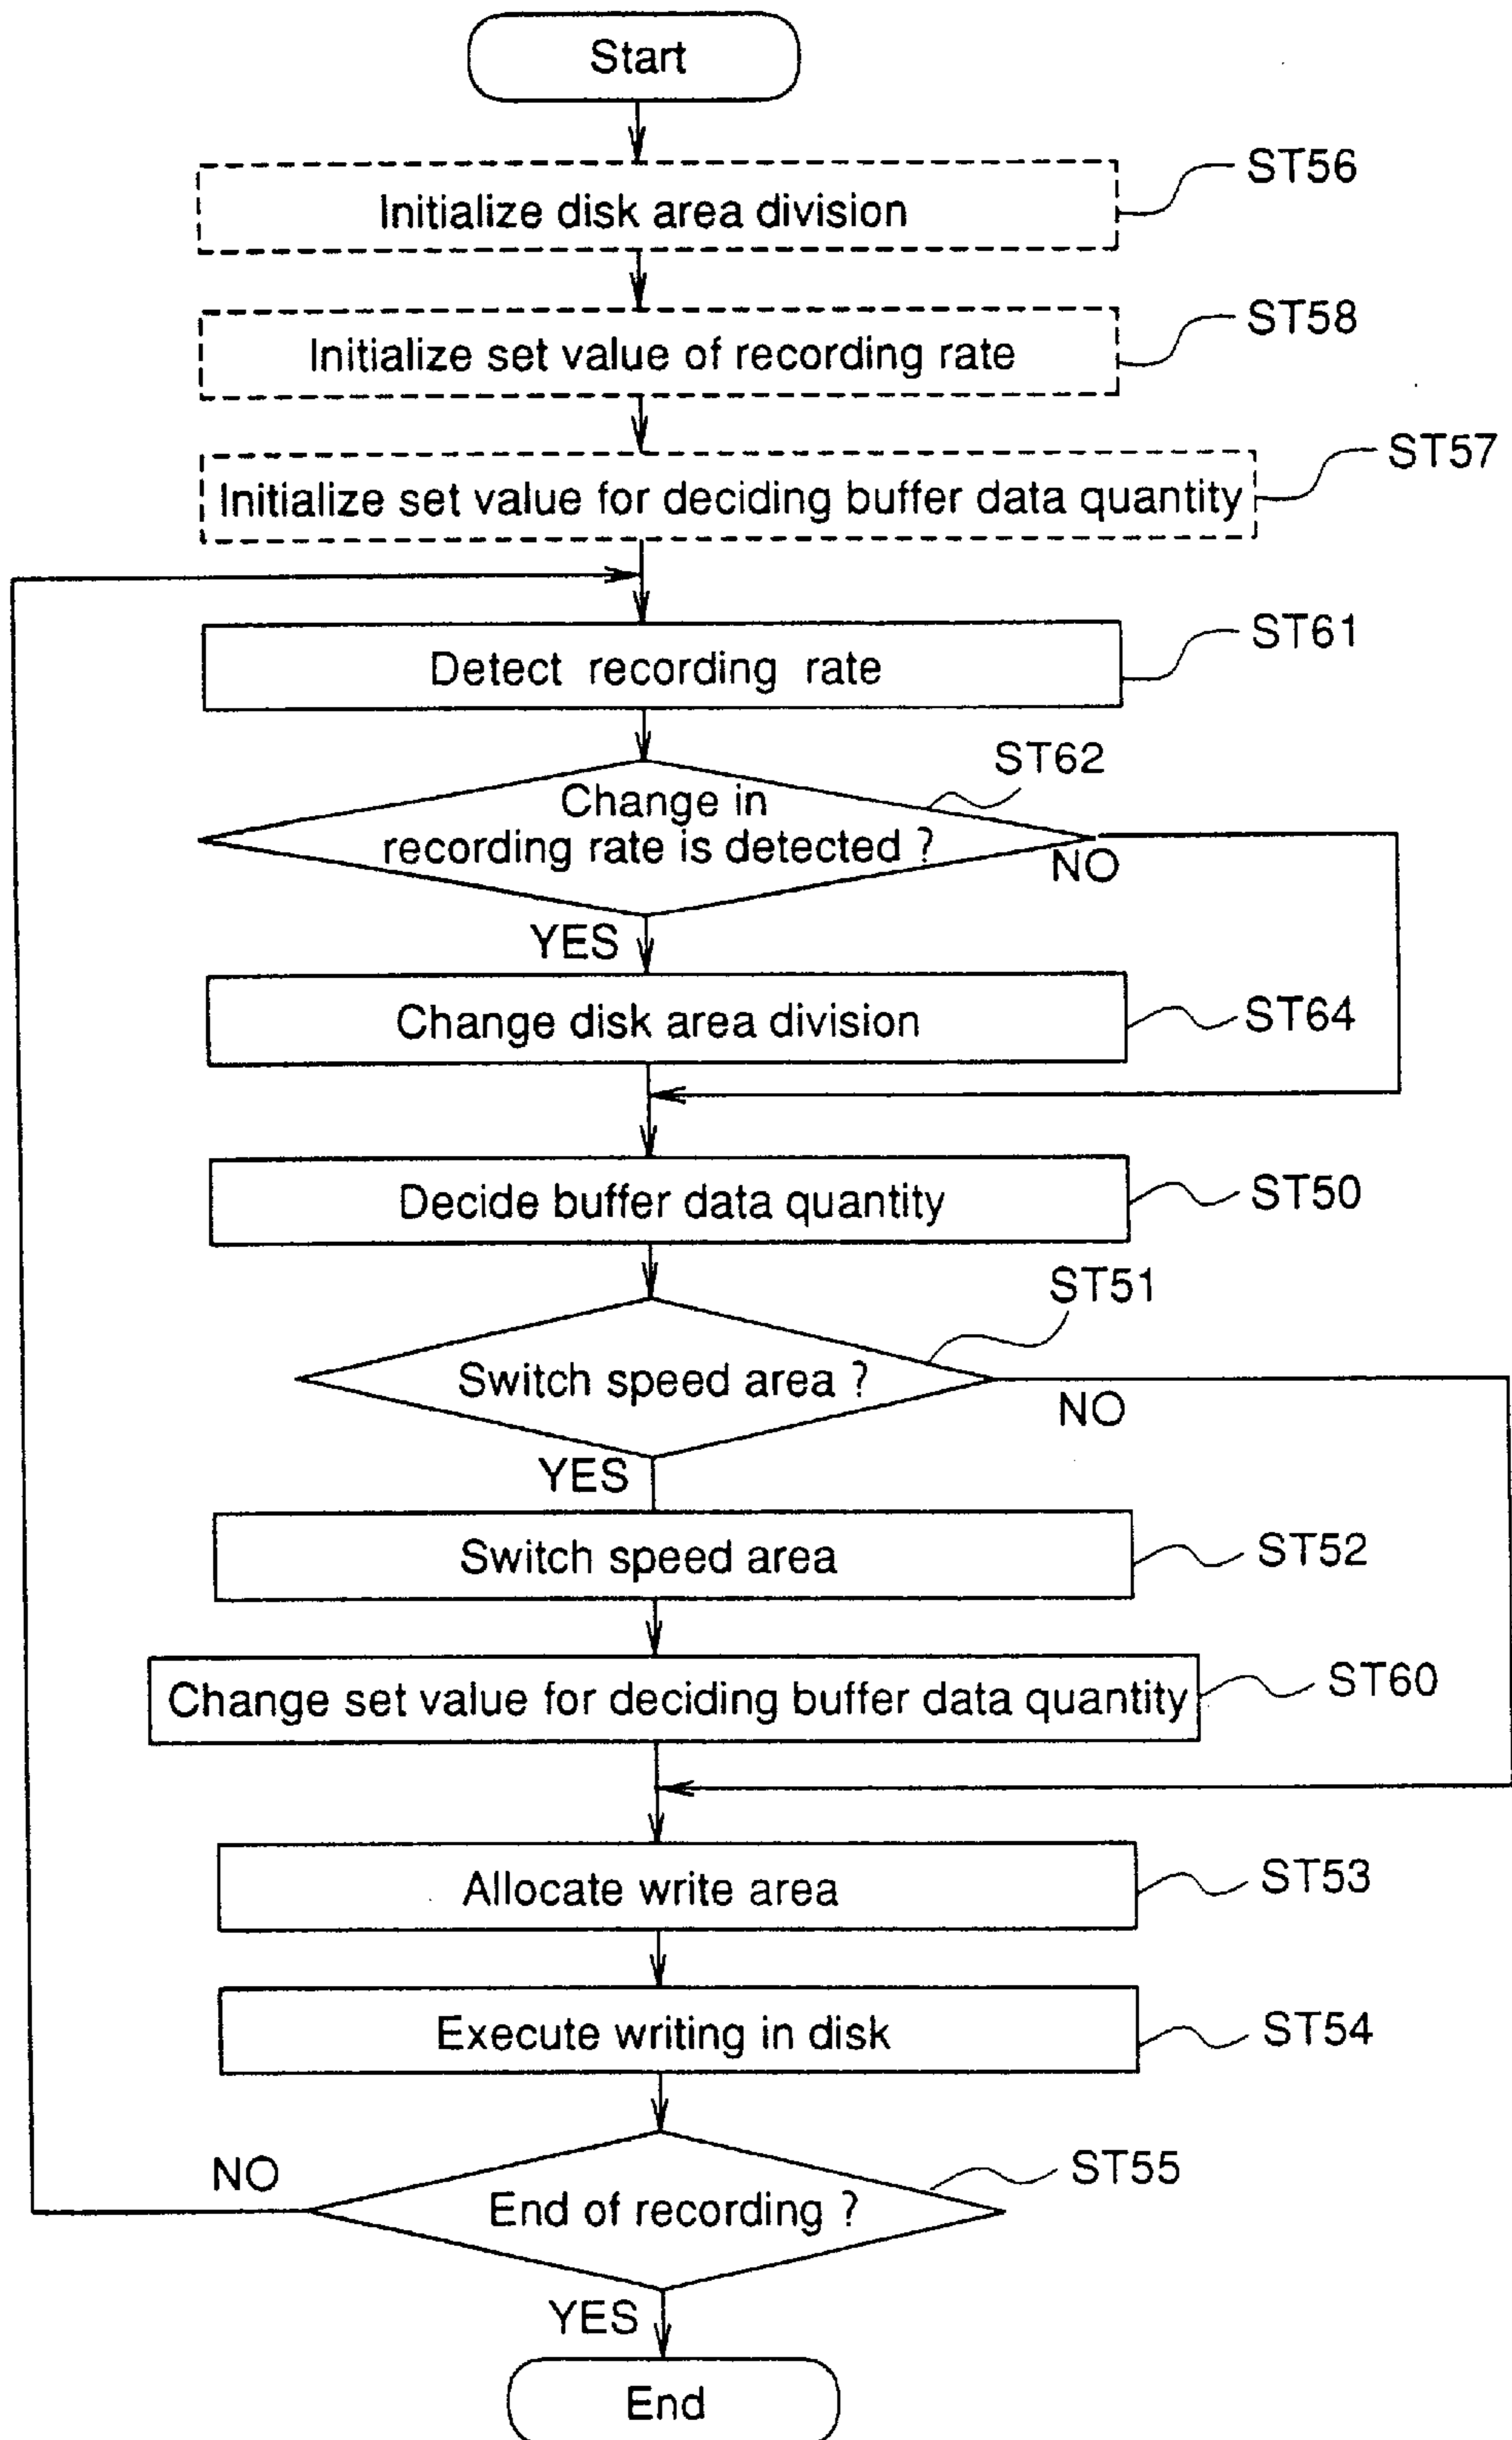 Start
Initialize disk area division
ST56
Initialize set value of recording rate
ST58
Initialize set value for deciding buffer data quantity
ST57
Detect recording rate
ST61
Change in
recording rate is detected ?
ST62
NO
YES
Change disk area division
ST64
Decide buffer data quantity
ST50
Switch speed area ?
ST51
NO
YES
Switch speed area
ST52
Change set value for deciding buffer data quantity
ST60
Allocate write area
ST53
Execute writing in disk
ST54
NO
End of recording ?
ST55
YES
End